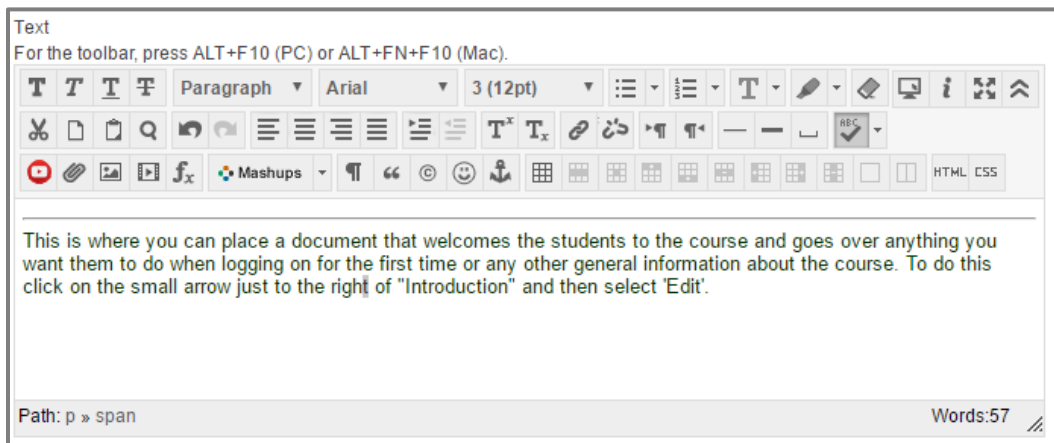 Text
For the toolbar, press ALT+F10 (PC) or ALT+FN+F10 (Mac).
T T T T Paragraph Arial 3 (12pt) T i
Tx Tx ¶ ¶ ABC
fx Mashups ¶ “ © HTML CSS
This is where you can place a document that welcomes the students to the course and goes over anything you
want them to do when logging on for the first time or any other general information about the course. To do this
click on the small arrow just to the right of "Introduction" and then select 'Edit'.
Path: p » span Words:57